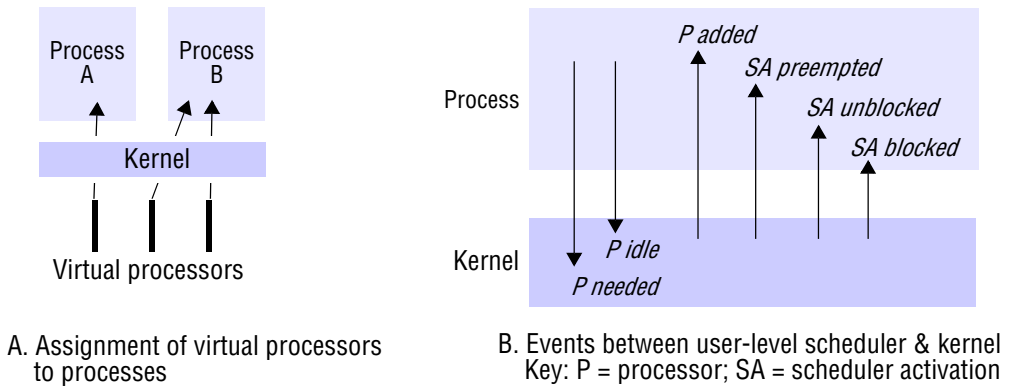 Process
A
Process
B
Kernel
Virtual processors
A. Assignment of virtual processors
to processes
Process
P added
SA preempted
SA unblocked
SA blocked
Kernel
P idle
P needed
B. Events between user-level scheduler & kernel
Key: P = processor; SA = scheduler activation